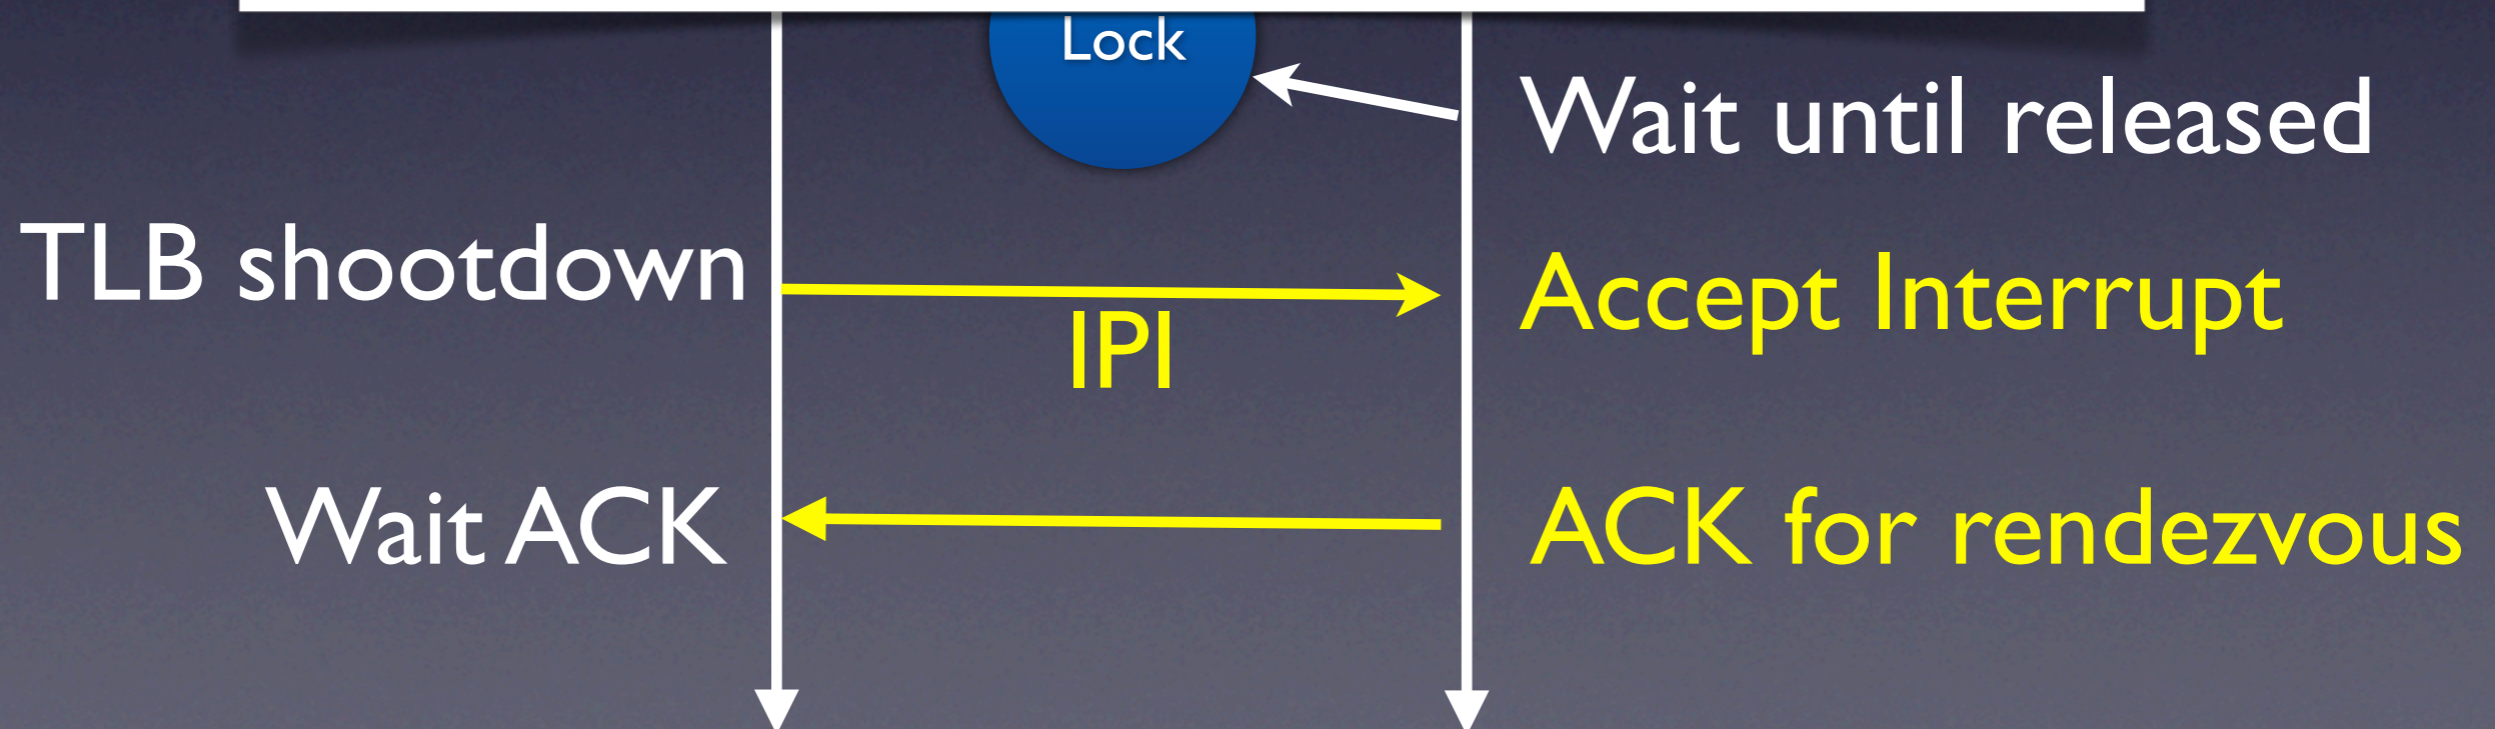 Lock
Wait until released
TLB shootdown
Accept Interrupt
IPI
Wait ACK
ACK for rendezvous